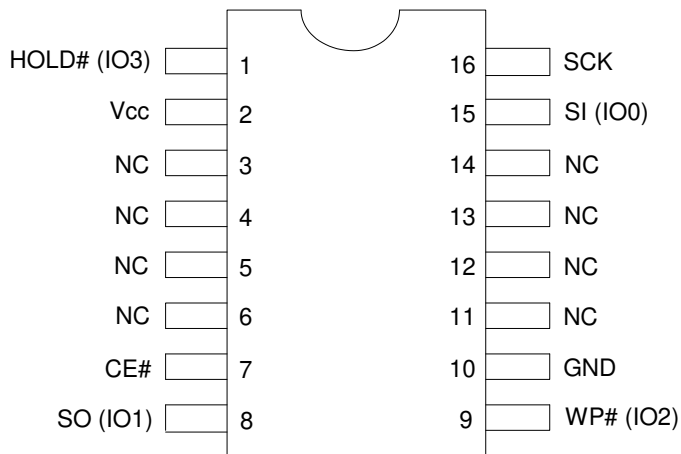 HOLD# (IO3) 1 16 SCK
Vcc 2 15 SI (IO0)
NC 3 14 NC
NC 4 13 NC
NC 5 12 NC
NC 6 11 NC
CE# 7 10 GND
SO (IO1) 8 9 WP# (IO2)